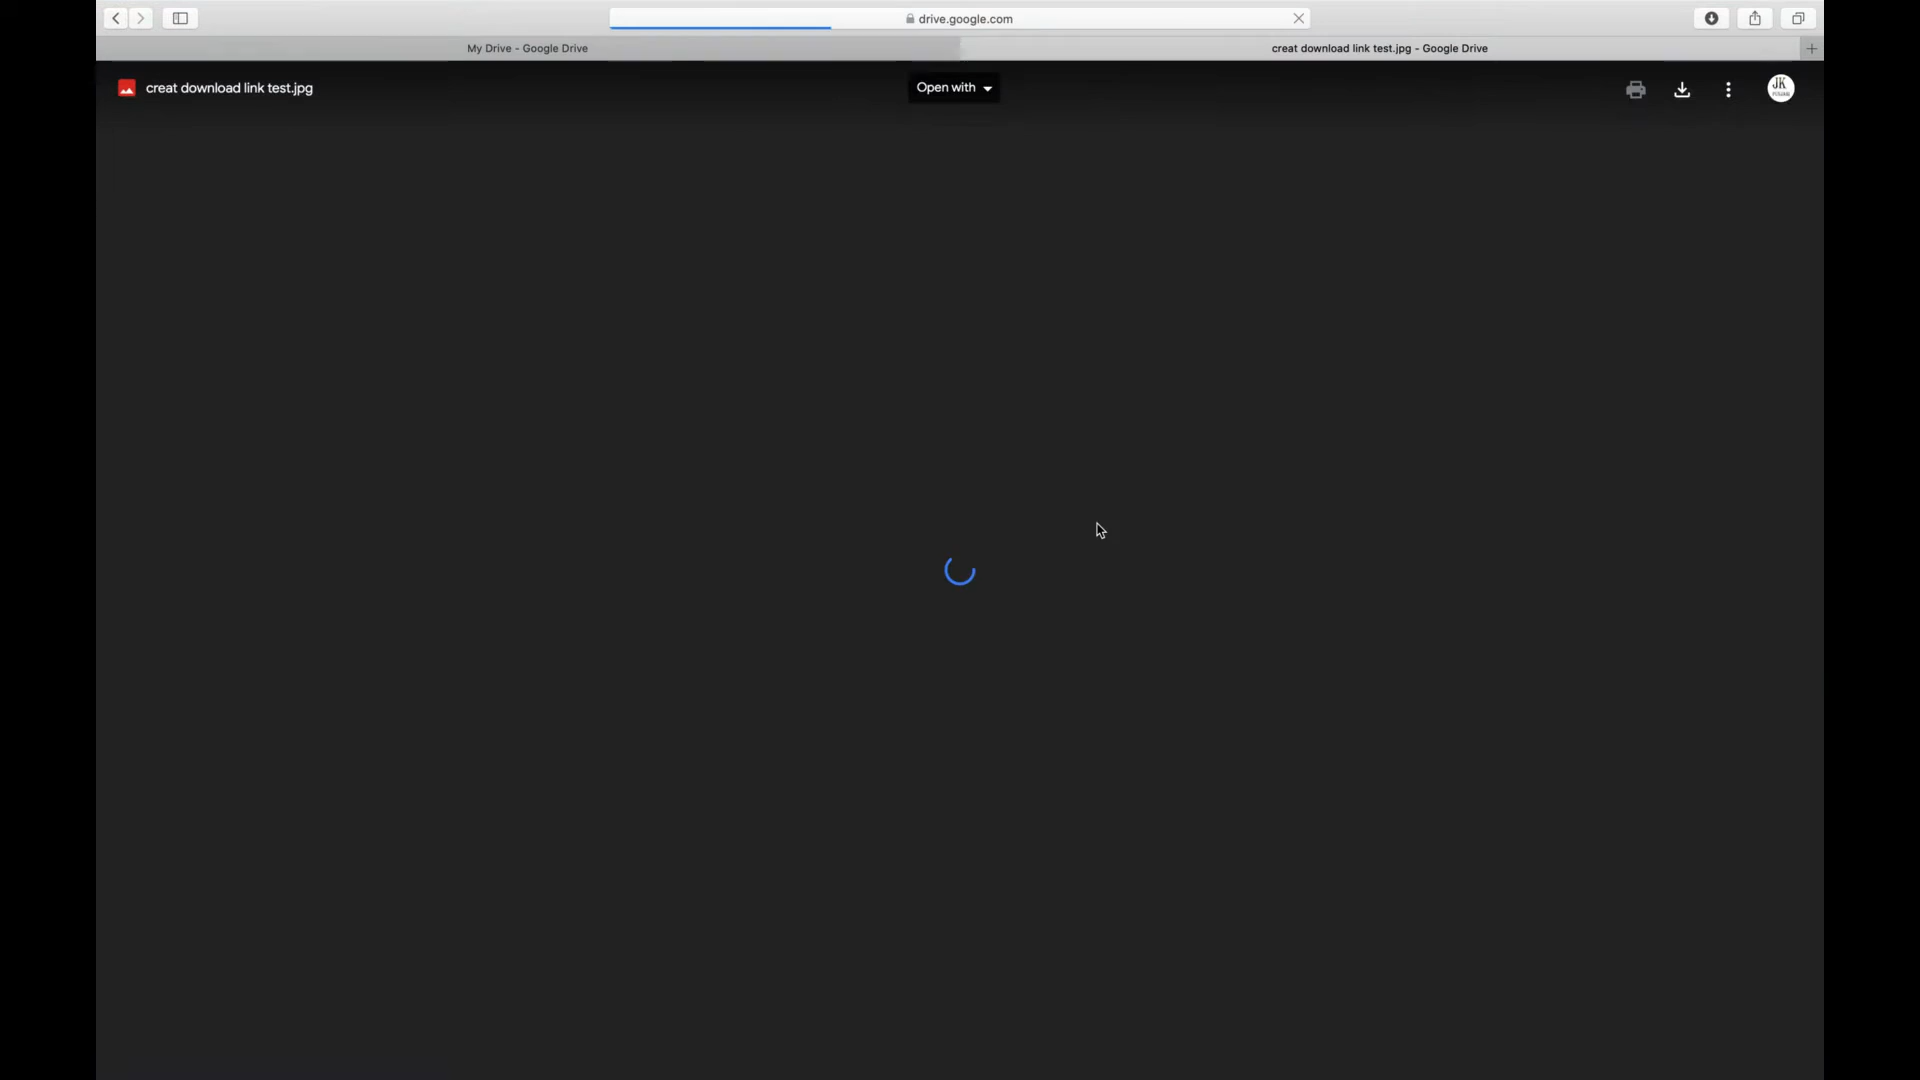 drive.google.com
My Drive - Google Drive
creat download link test.jpg - Google Drive
creat download link test.jpg
Open with
JK